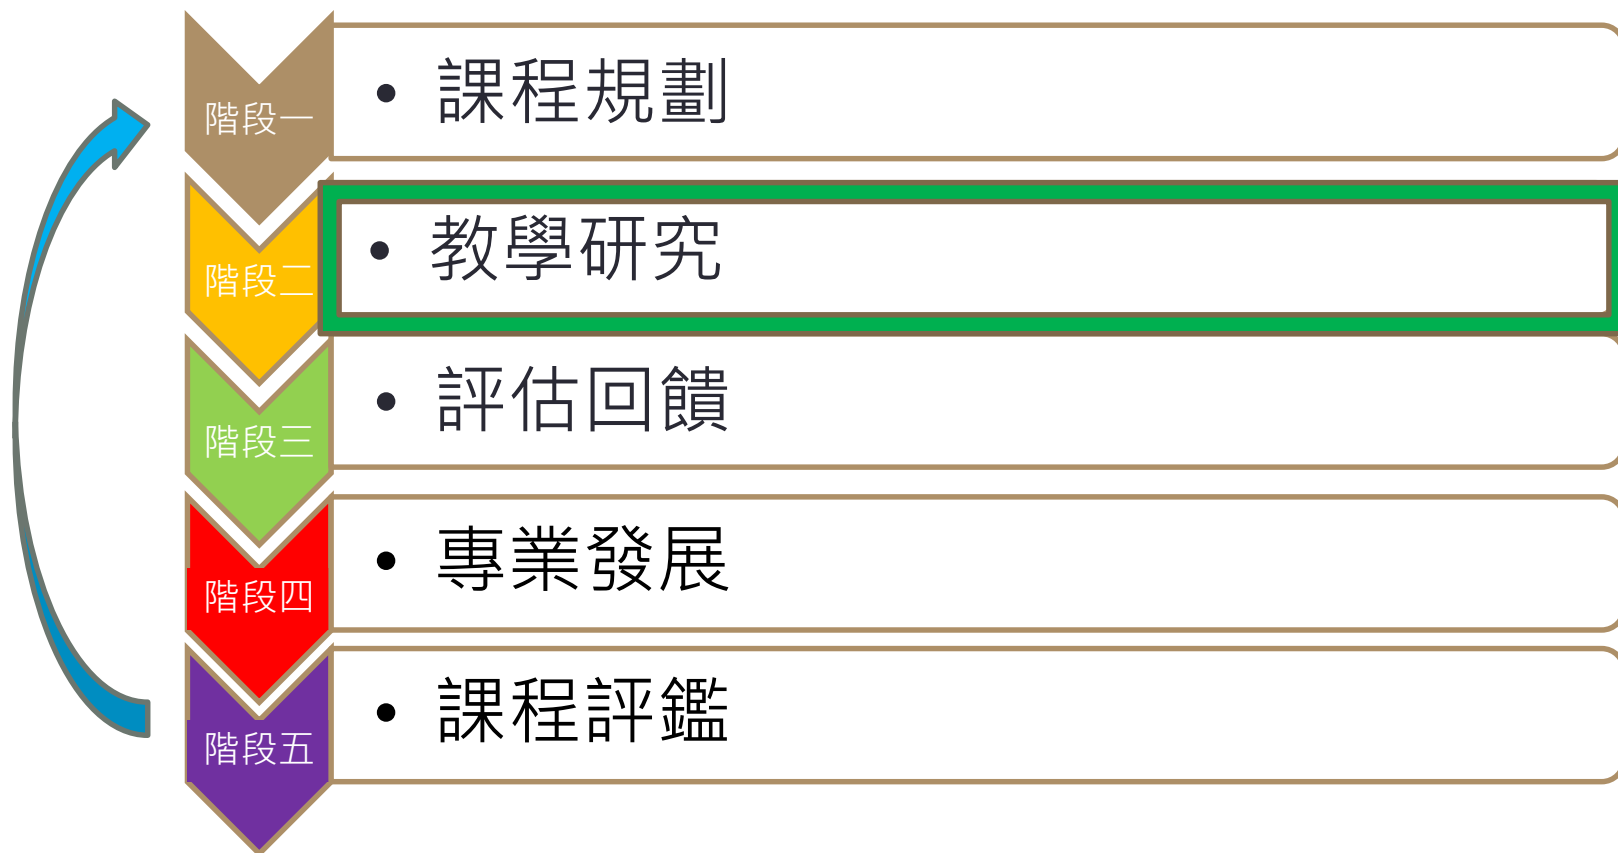 階段一
• 課程規劃
階段二
• 教學研究
階段三
• 評估回饋
階段四
• 專業發展
階段五
• 課程評鑑